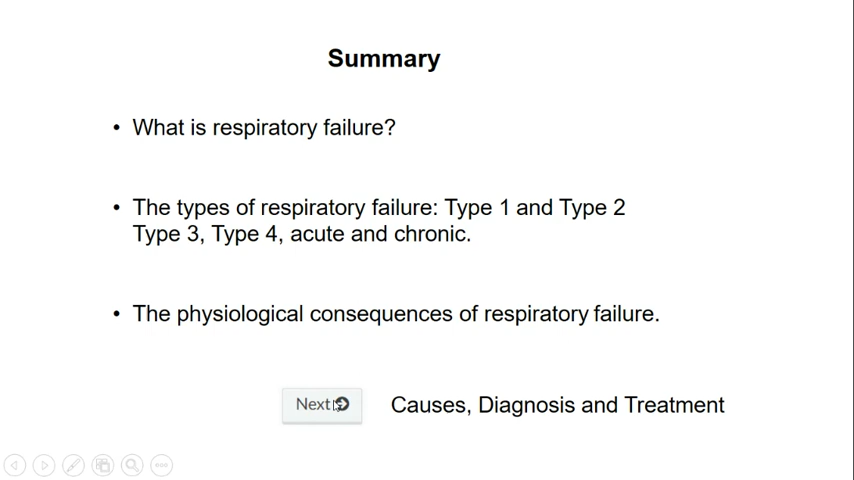 Summary
• What is respiratory failure?
• The types of respiratory failure: Type 1 and Type 2
Type 3, Type 4, acute and chronic.
• The physiological consequences of respiratory failure.
Next
Causes, Diagnosis and Treatment